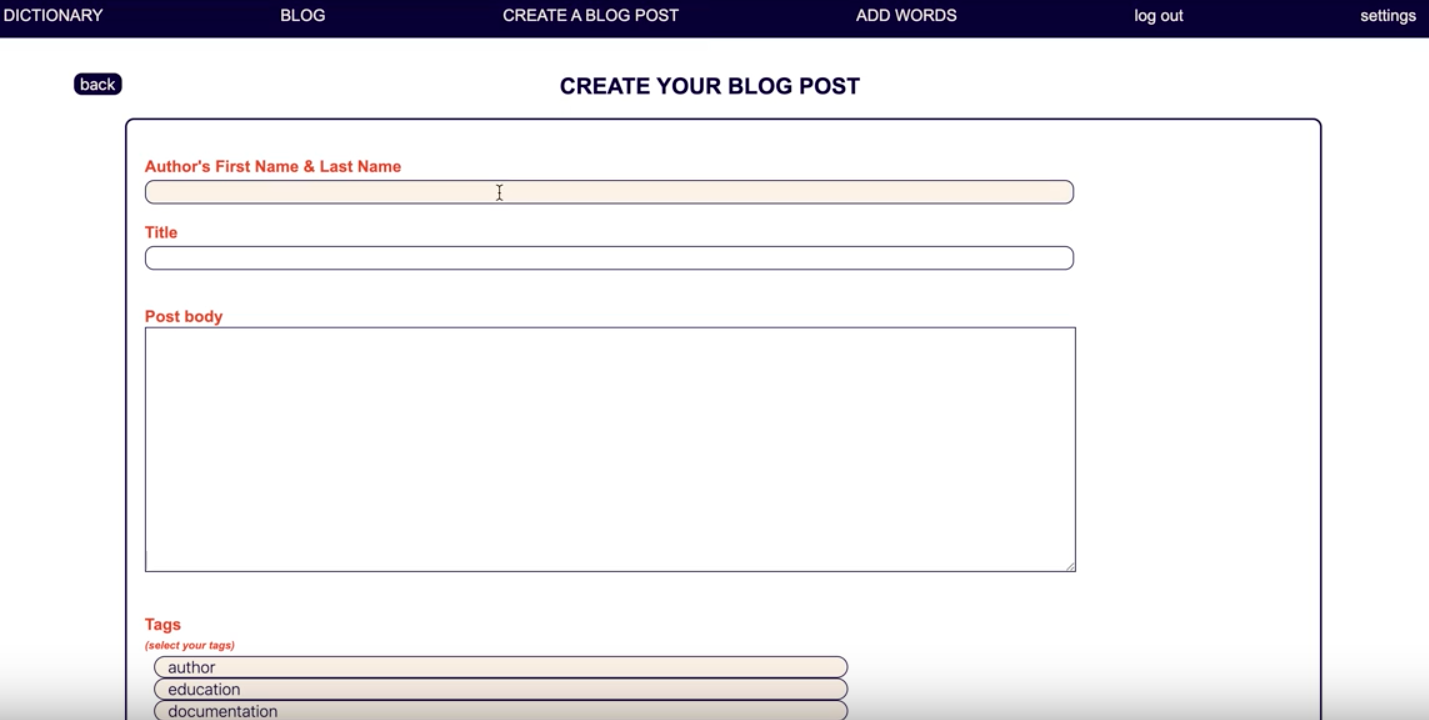 DICTIONARY BLOG CREATE A BLOG POST ADD WORDS log out settings
back
CREATE YOUR BLOG POST
Author's First Name & Last Name
Title
Post body
Tags
(select your tags)
author
education
documentation